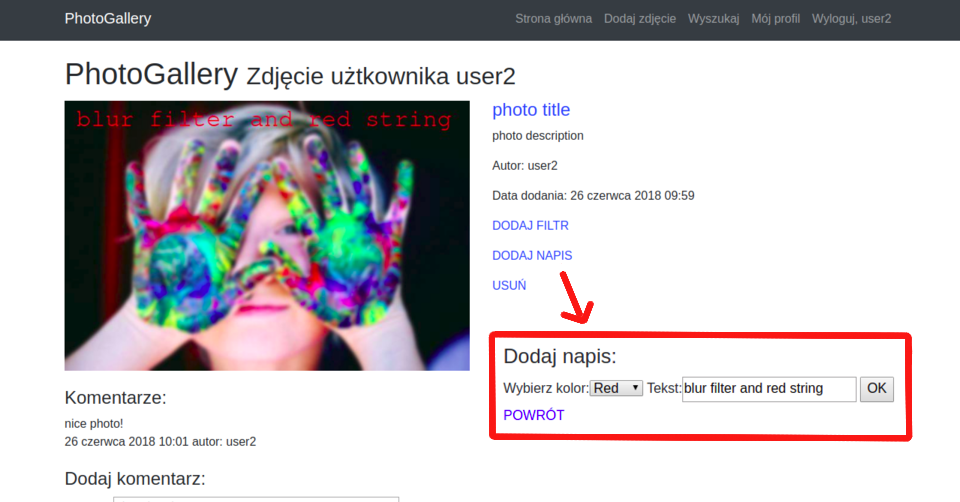 PhotoGallery
Strona główna Dodaj zdjęcie Wyszukaj Mój profil Wyloguj, user2
PhotoGallery Zdjęcie użtkownika user2
blur filter and red string
photo title
photo description
Autor: user2
Data dodania: 26 czerwca 2018 09:59
DODAJ FILTR
DODAJ NAPIS
USUŃ
Dodaj napis:
Wybierz kolor: Red Tekst: blur filter and red string OK
POWRÓT
Komentarze:
nice photo!
26 czerwca 2018 10:01 autor: user2
Dodaj komentarz: